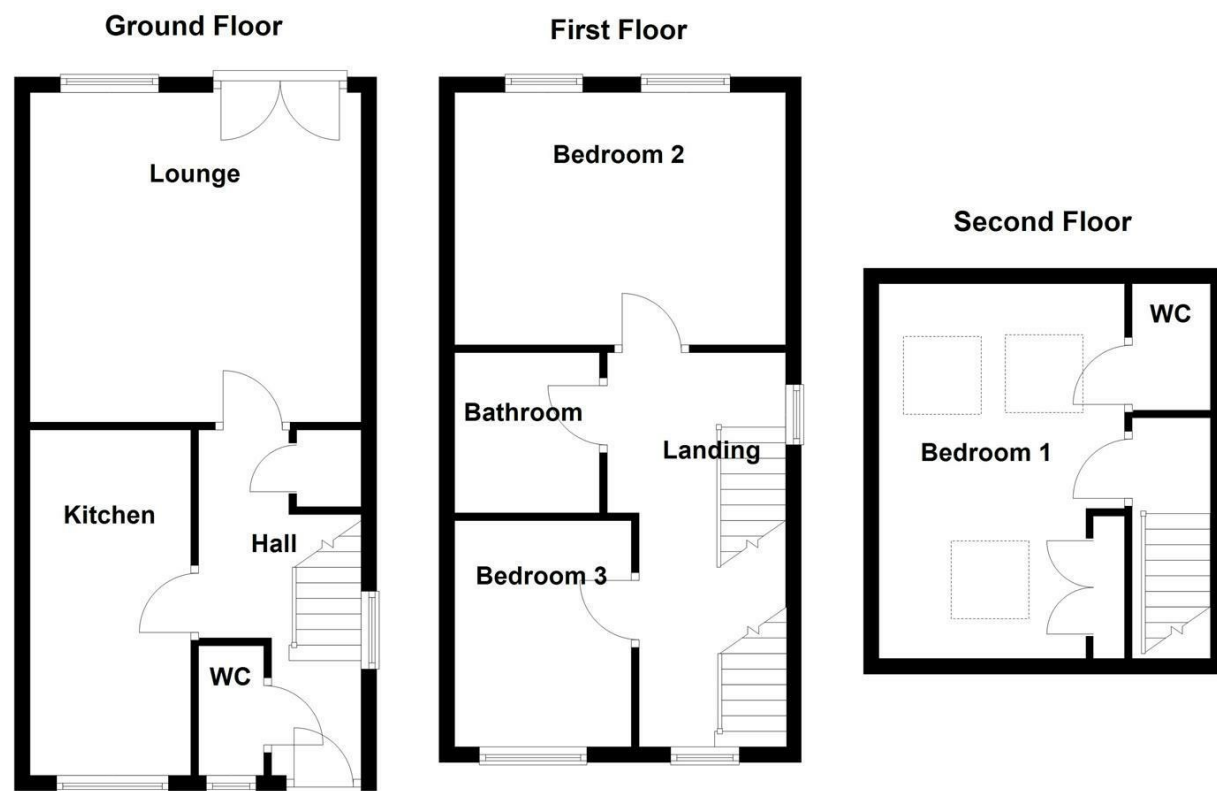 Ground Floor
Lounge
Kitchen
Hall
WC
First Floor
Bedroom 2
Bathroom
Landing
Bedroom 3
Second Floor
WC
Bedroom 1